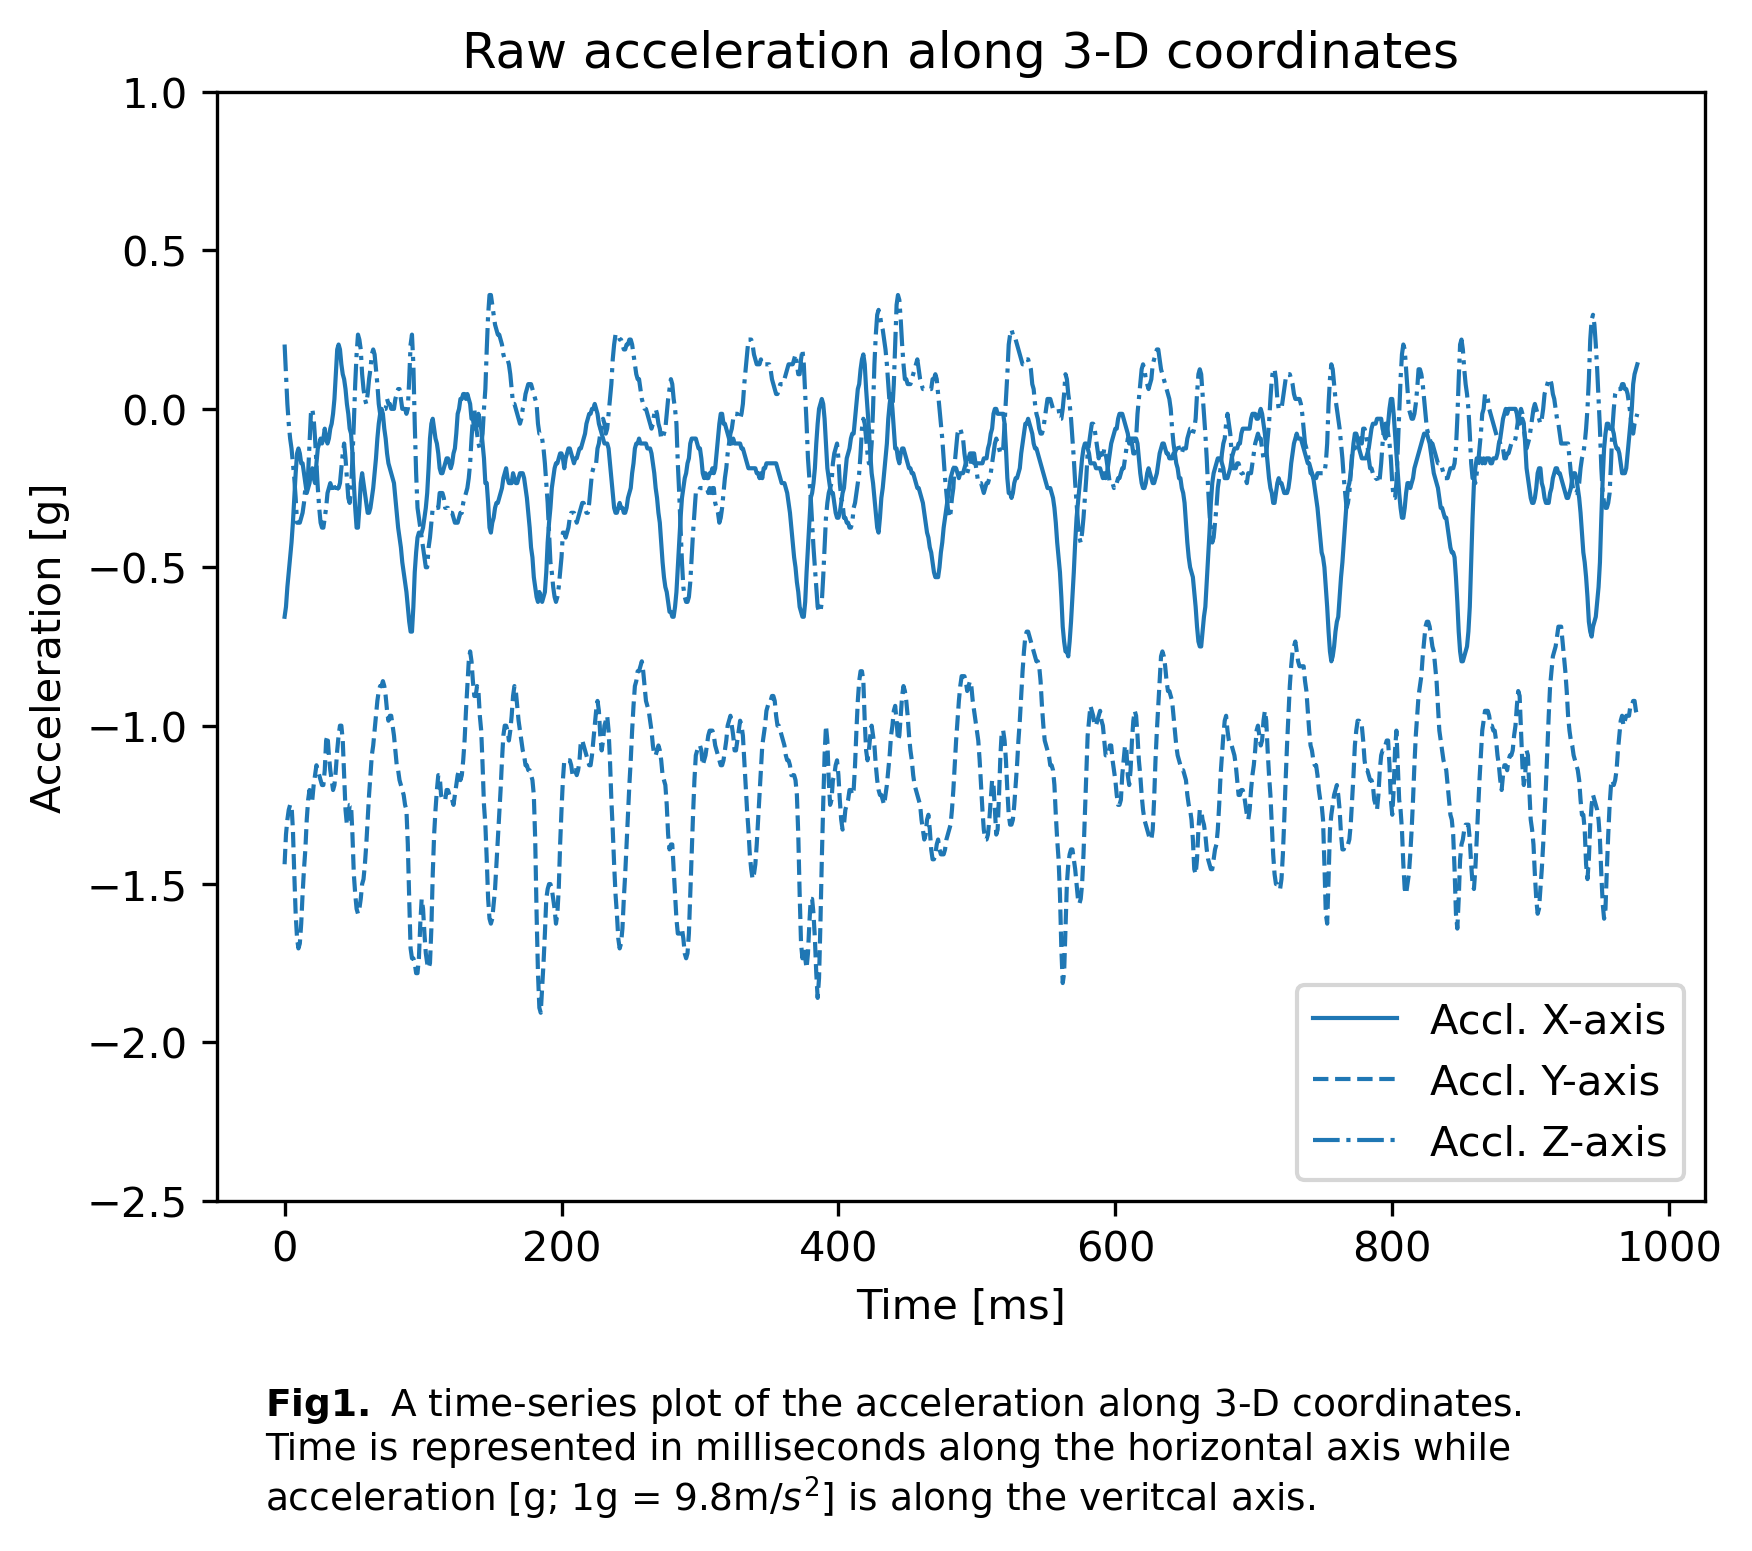 Raw acceleration along 3-D coordinates
1.0
0.5
0.0
−0.5
−1.0
−1.5
−2.0
−2.5
Acceleration [g]
Accl. X-axis
Accl. Y-axis
Accl. Z-axis
0 200 400 600 800 1000
Time [ms]
Fig1. A time-series plot of the acceleration along 3-D coordinates.
Time is represented in milliseconds along the horizontal axis while
acceleration [g; 1g = 9.8m/s²] is along the veritcal axis.